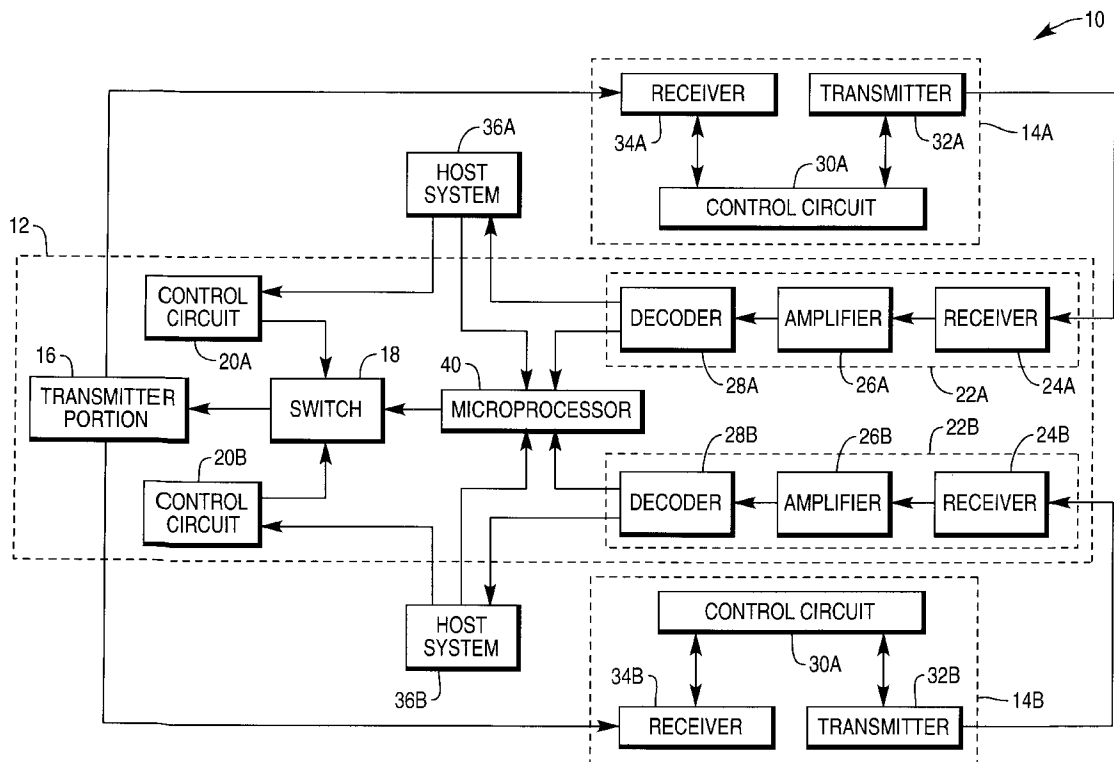 10
RECEIVER
TRANSMITTER
34A
32A
14A
30A
CONTROL CIRCUIT
36A
HOST
SYSTEM
12
CONTROL
CIRCUIT
20A
16
TRANSMITTER
PORTION
18
SWITCH
40
MICROPROCESSOR
DECODER
AMPLIFIER
RECEIVER
28A
26A
22A
24A
20B
CONTROL
CIRCUIT
28B
26B
22B
24B
DECODER
AMPLIFIER
RECEIVER
HOST
SYSTEM
36B
CONTROL CIRCUIT
30A
34B
32B
14B
RECEIVER
TRANSMITTER